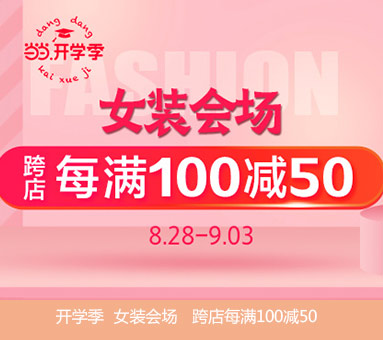 dang dang
当当.开学季
kai xue ji
FASHION
女装会场
跨店 每满100减50
8.28-9.03
开学季 女装会场 跨店每满100减50